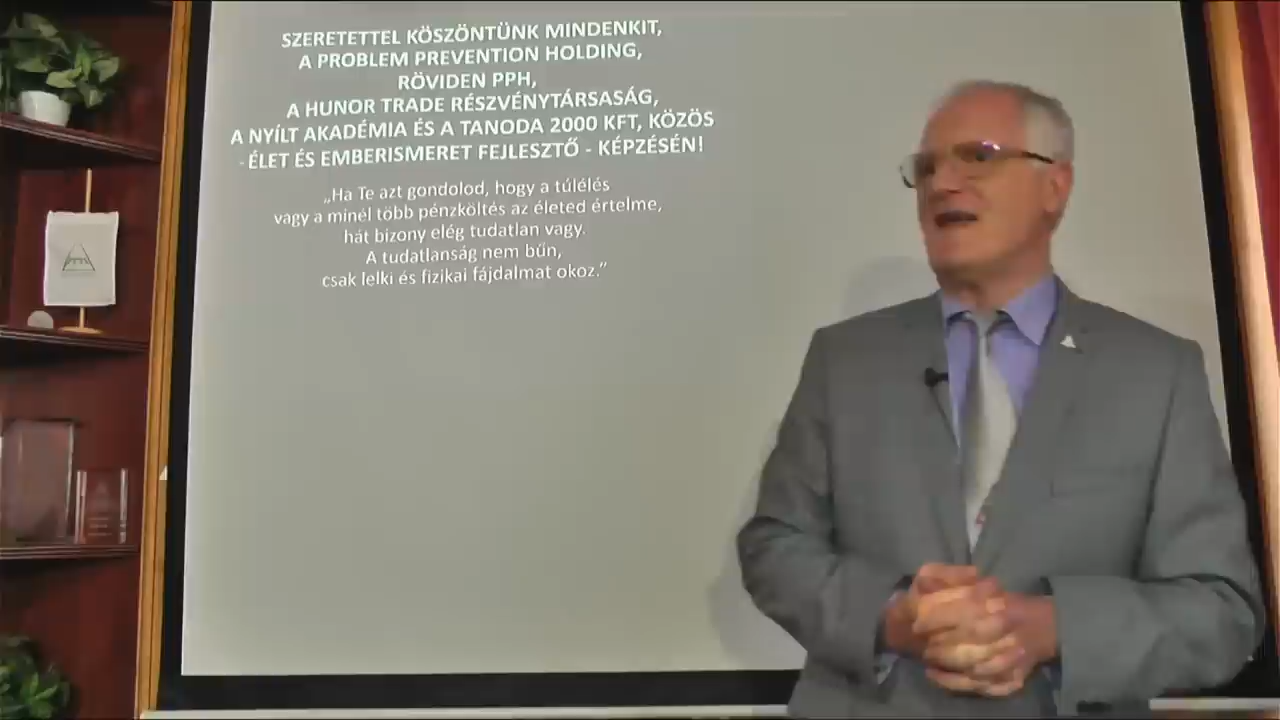 SZERETETTEL KÖSZÖNTÜNK MINDENKIT,
A PROBLEM PREVENTION HOLDING,
RÖVIDEN PPH,
A HUNOR TRADE RÉSZVÉNYTÁRSASÁG,
A NYÍLT AKADÉMIA ÉS A TANODA 2000 KFT, KÖZÖS
- ÉLET ÉS EMBERISMERET FEJLESZTŐ - KÉPZÉSÉN!
„Ha Te azt gondolod, hogy a túlélés
vagy a minél több pénzköltés az életed értelme,
hát bizony elég tudatlan vagy.
A tudatlanság nem bűn,
csak lelki és fizikai fájdalmat okoz.”